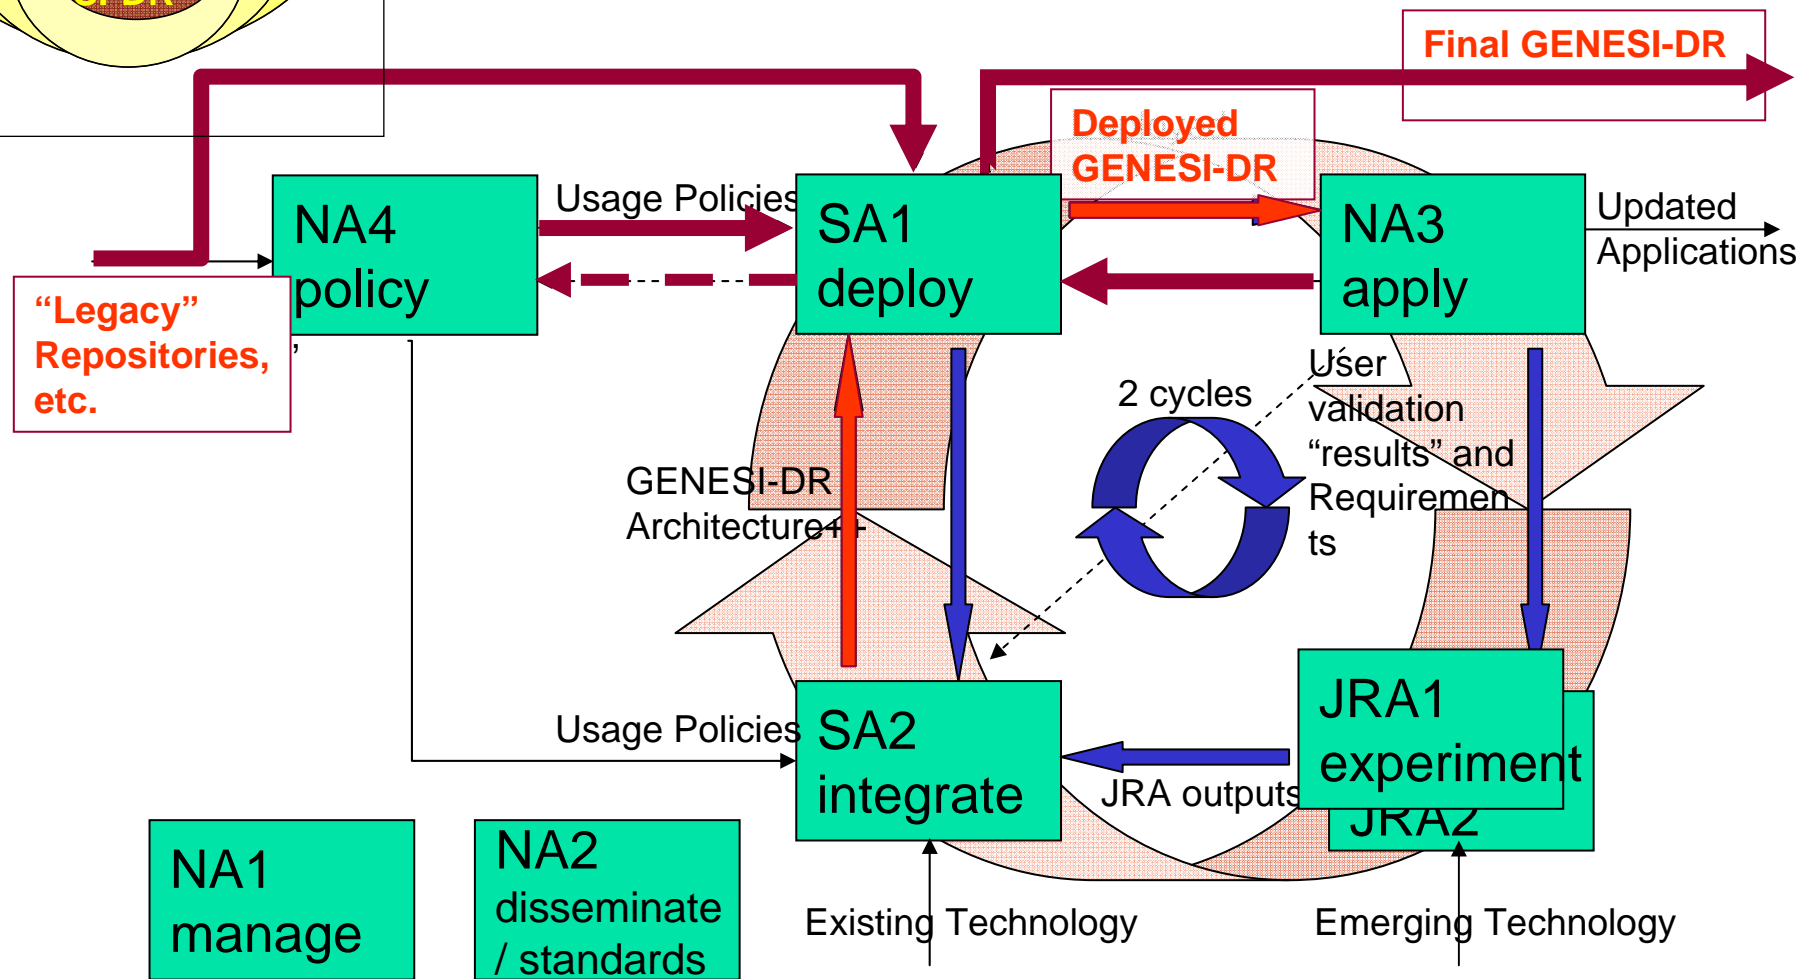 Final GENESI-DR
Deployed
GENESI-DR
Usage Policies
NA4
policy
SA1
deploy
NA3
apply
Updated
Applications
“Legacy”
Repositories,
etc.
’
2 cycles
User
validation
“results” and
Requiremen
ts
GENESI-DR
Architecture++
Usage Policies
SA2
integrate
JRA outputs
JRA1
experiment
JRA2
NA1
manage
NA2
disseminate
/ standards
Existing Technology
Emerging Technology